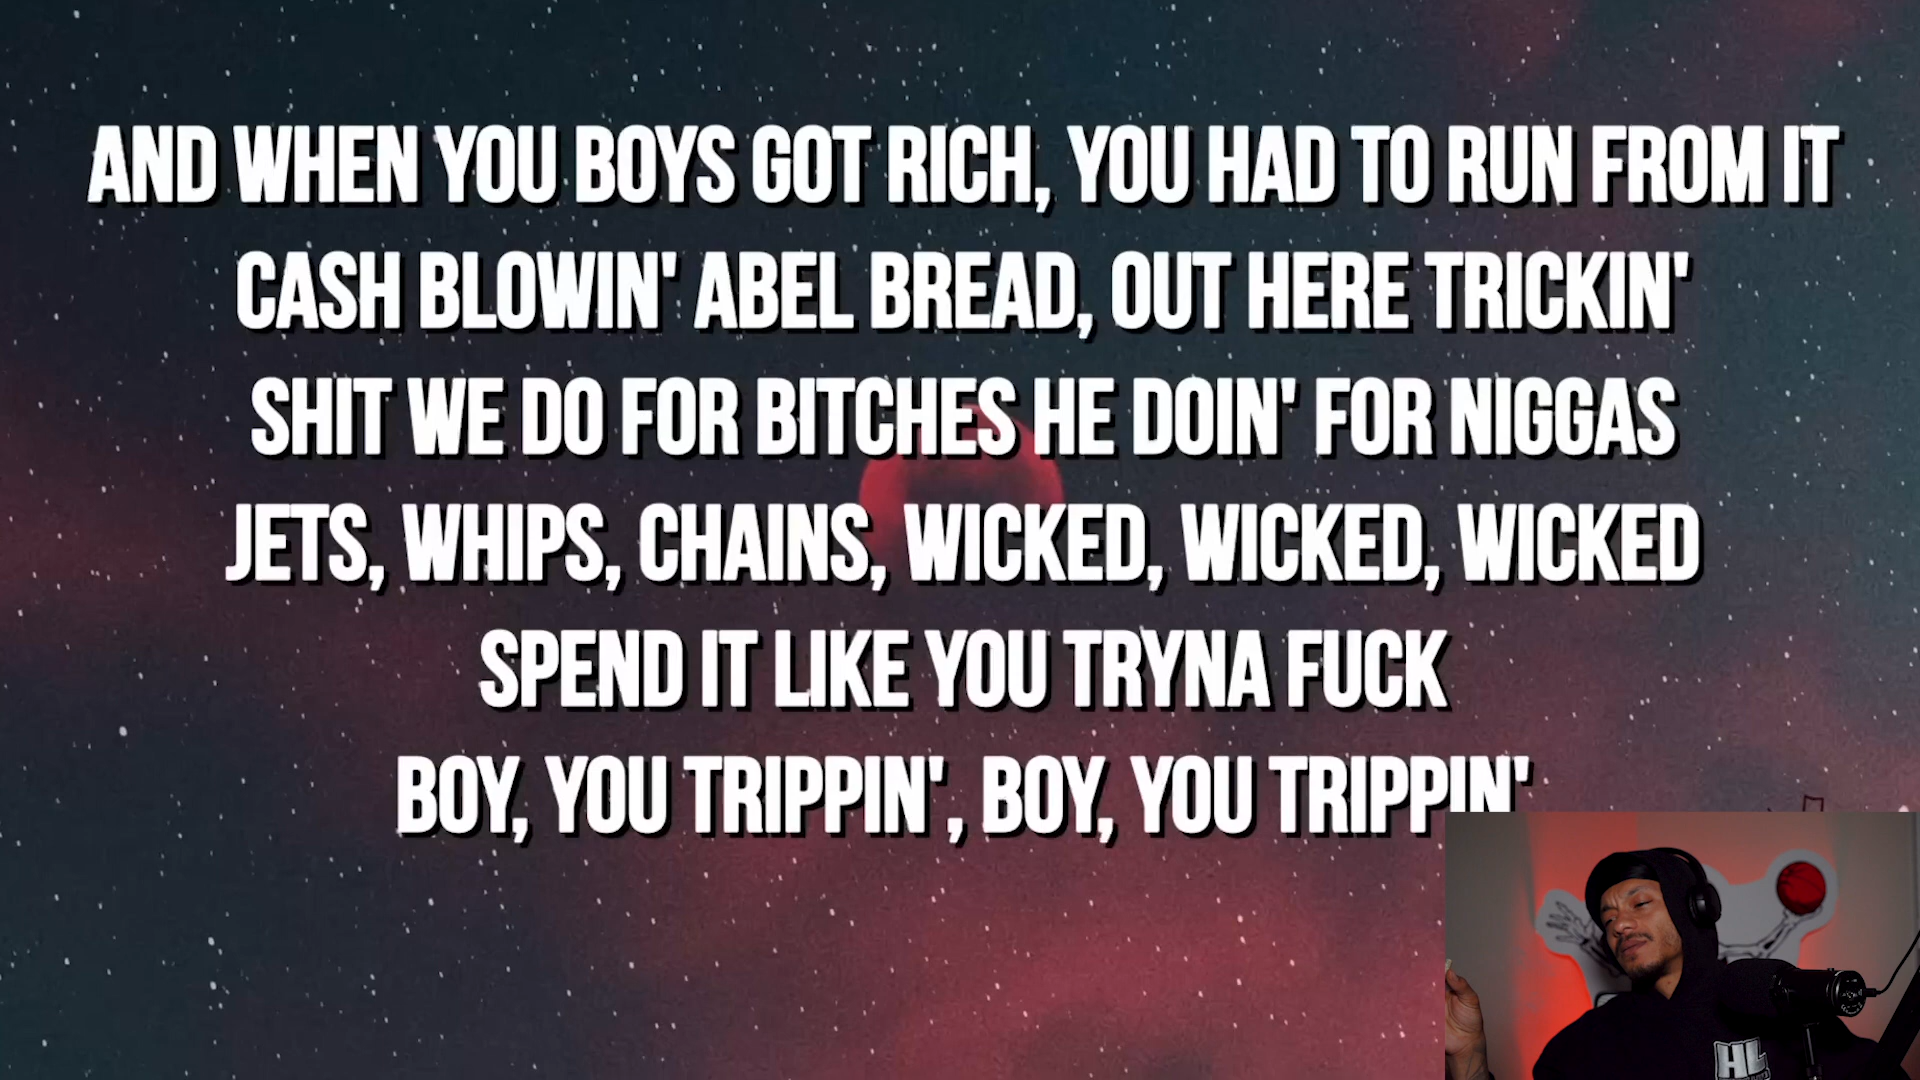 AND WHEN YOU BOYS GOT RICH, YOU HAD TO RUN FROM IT
CASH BLOWIN' ABEL BREAD, OUT HERE TRICKIN'
SHIT WE DO FOR BITCHES HE DOIN' FOR NIGGAS
JETS, WHIPS, CHAINS, WICKED, WICKED, WICKED
SPEND IT LIKE YOU TRYNA FUCK
BOY, YOU TRIPPIN', BOY, YOU TRIPPIN'
HL